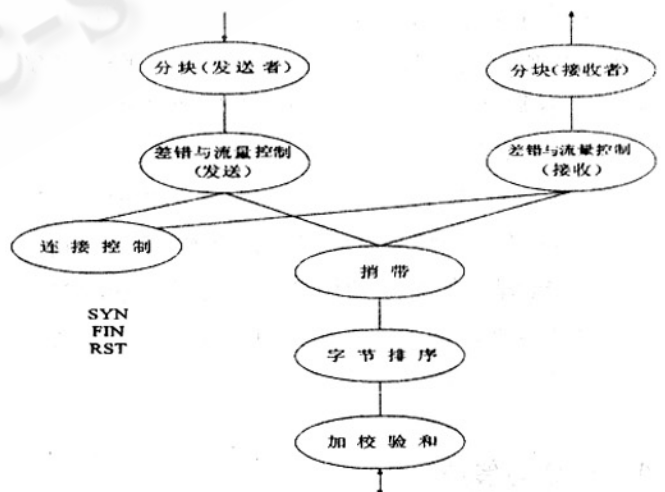 分块(发送者)
分块(接收者)
差错与流量控制
(发送)
差错与流量控制
(接收)
连接控制
捎带
SYN
FIN
RST
字节排序
加校验和